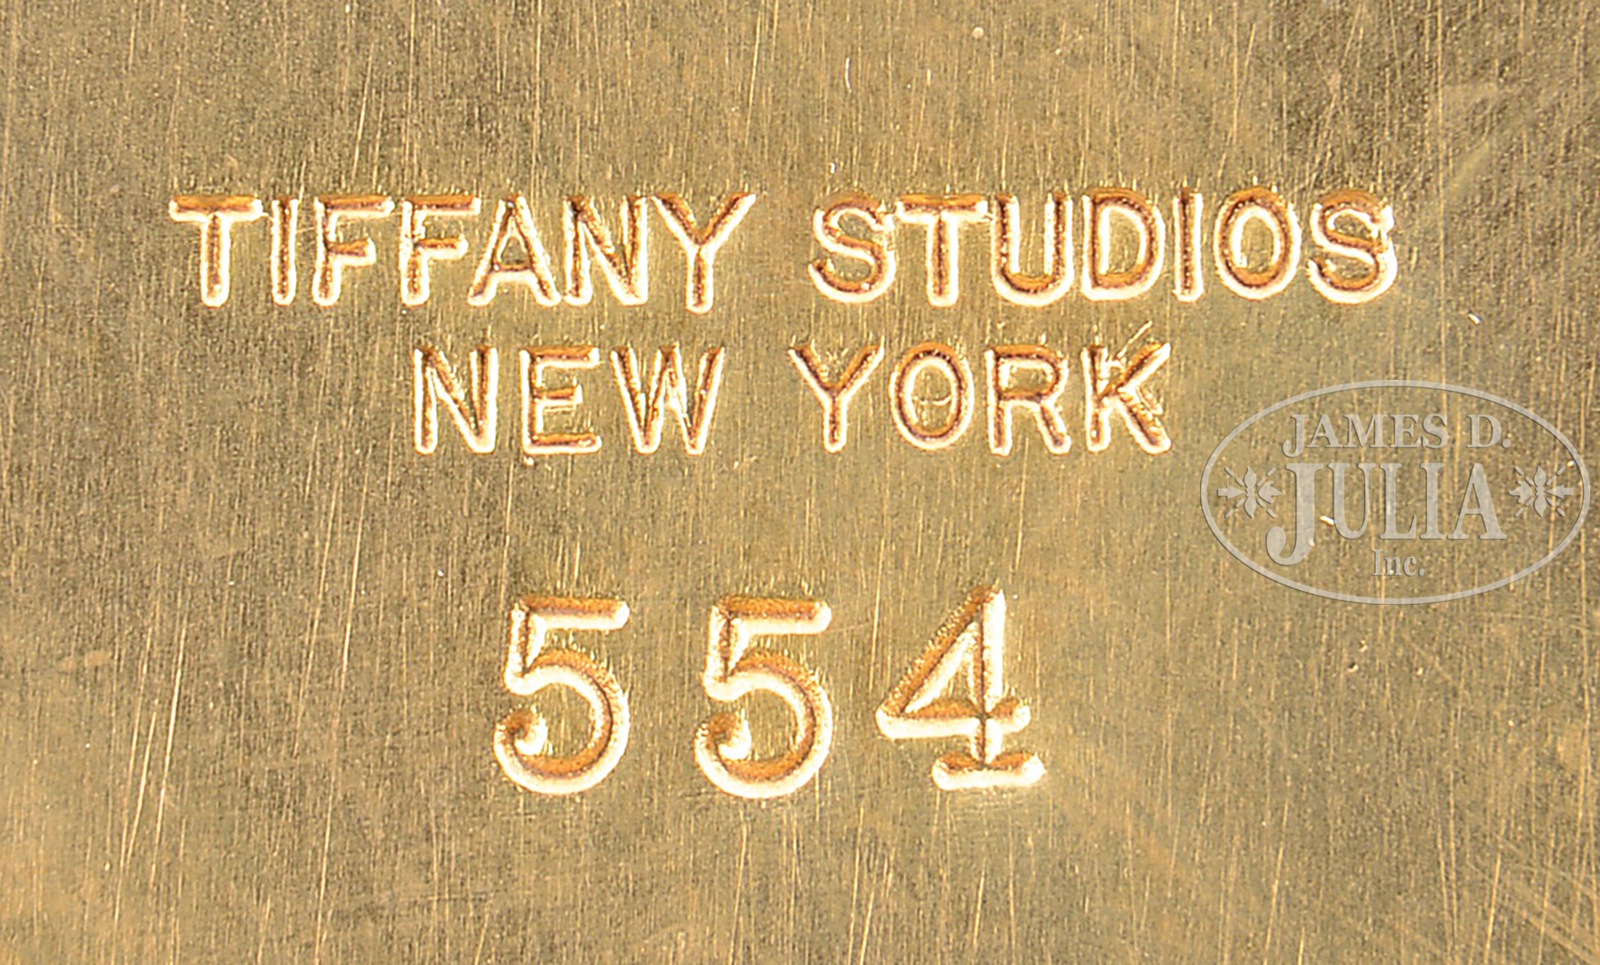 TIFFANY STUDIOS
NEW YORK
554
JAMES D.
JULIA
Inc.